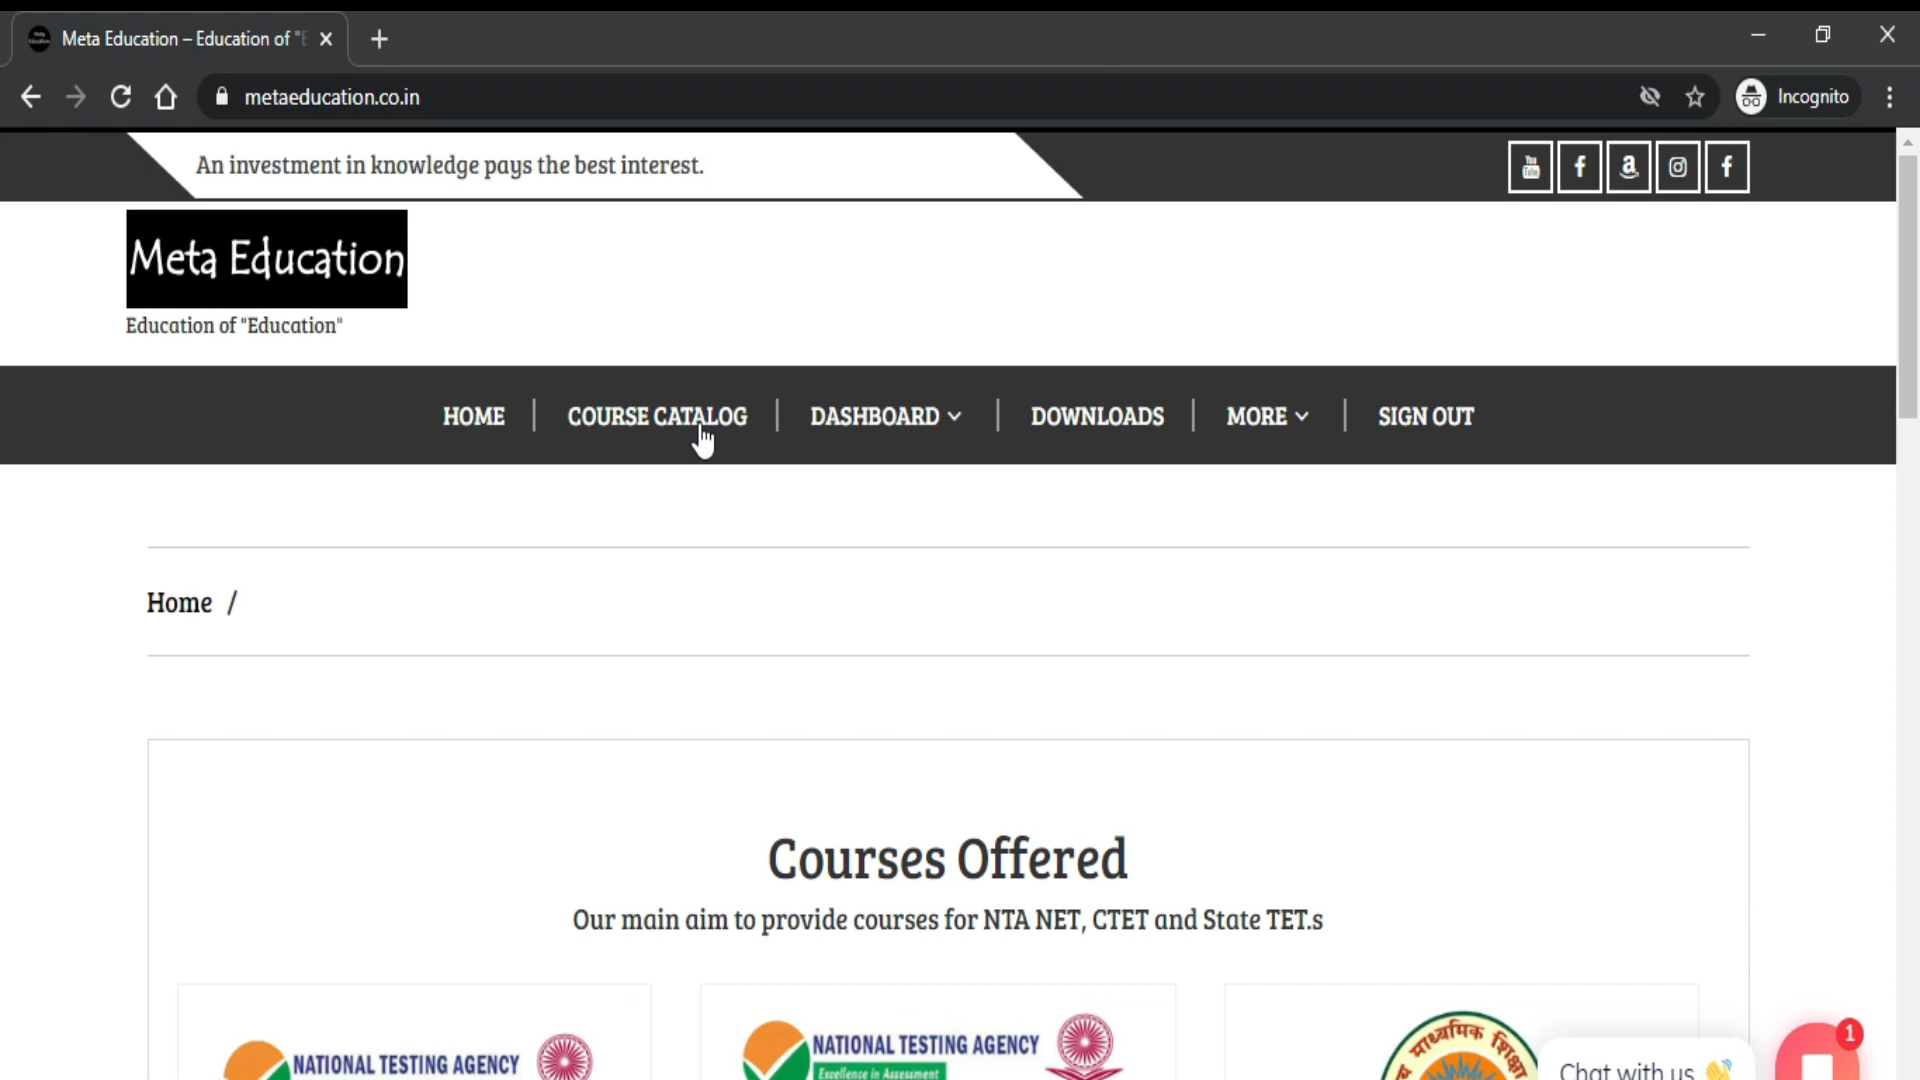 Meta Education – Education of "E
metaeducation.co.in
Incognito
An investment in knowledge pays the best interest.
You Tube
Meta Education
Education of "Education"
HOME
COURSE CATALOG
DASHBOARD
DOWNLOADS
MORE
SIGN OUT
Home /
Courses Offered
Our main aim to provide courses for NTA NET, CTET and State TET.s
NATIONAL TESTING AGENCY
NATIONAL TESTING AGENCY
Excellence in Assessment
माध्यमिक शिक्षा
Chat with us 👋
1